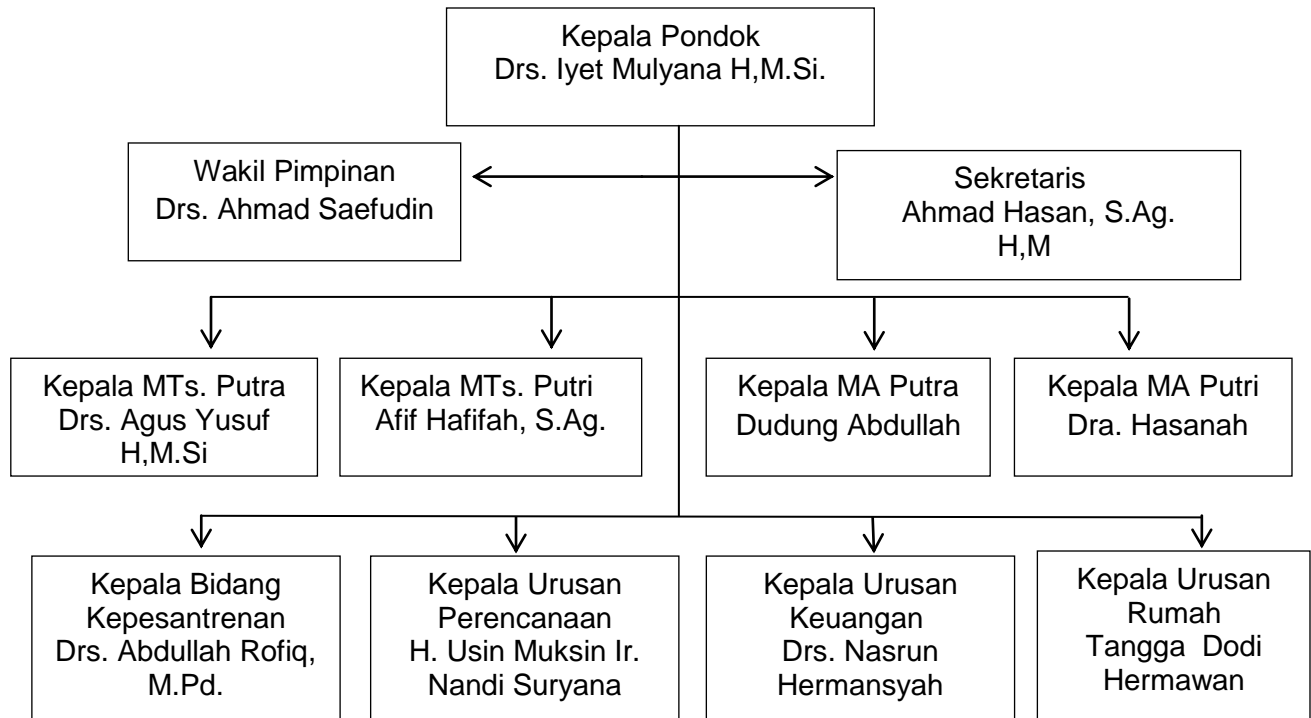 Kepala Pondok
Drs. Iyet Mulyana H,M.Si.
Wakil Pimpinan
Drs. Ahmad Saefudin
Sekretaris
Ahmad Hasan, S.Ag.
H,M
Kepala MTs. Putra
Drs. Agus Yusuf
H,M.Si
Kepala MTs. Putri
Afif Hafifah, S.Ag.
Kepala MA Putra
Dudung Abdullah
Kepala MA Putri
Dra. Hasanah
Kepala Bidang
Kepesantrenan
Drs. Abdullah Rofiq,
M.Pd.
Kepala Urusan
Perencanaan
H. Usin Muksin Ir.
Nandi Suryana
Kepala Urusan
Keuangan
Drs. Nasrun
Hermansyah
Kepala Urusan
Rumah
Tangga Dodi
Hermawan